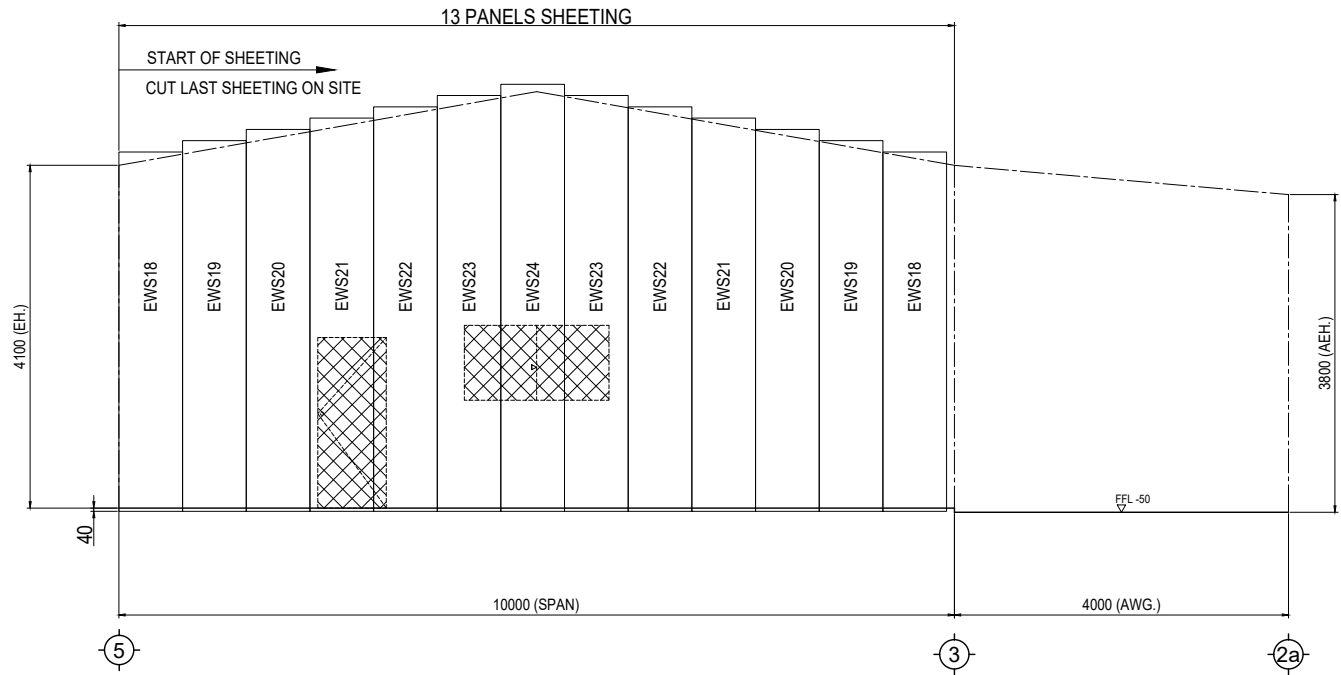 13 PANELS SHEETING
START OF SHEETING
CUT LAST SHEETING ON SITE
4100 (EH.)
EWS18
EWS19
EWS20
EWS21
EWS22
EWS23
EWS24
EWS23
EWS22
EWS21
EWS20
EWS19
EWS18
3800 (AEH.)
FFL -50
40
10000 (SPAN)
4000 (AWG.)
5
3
2a